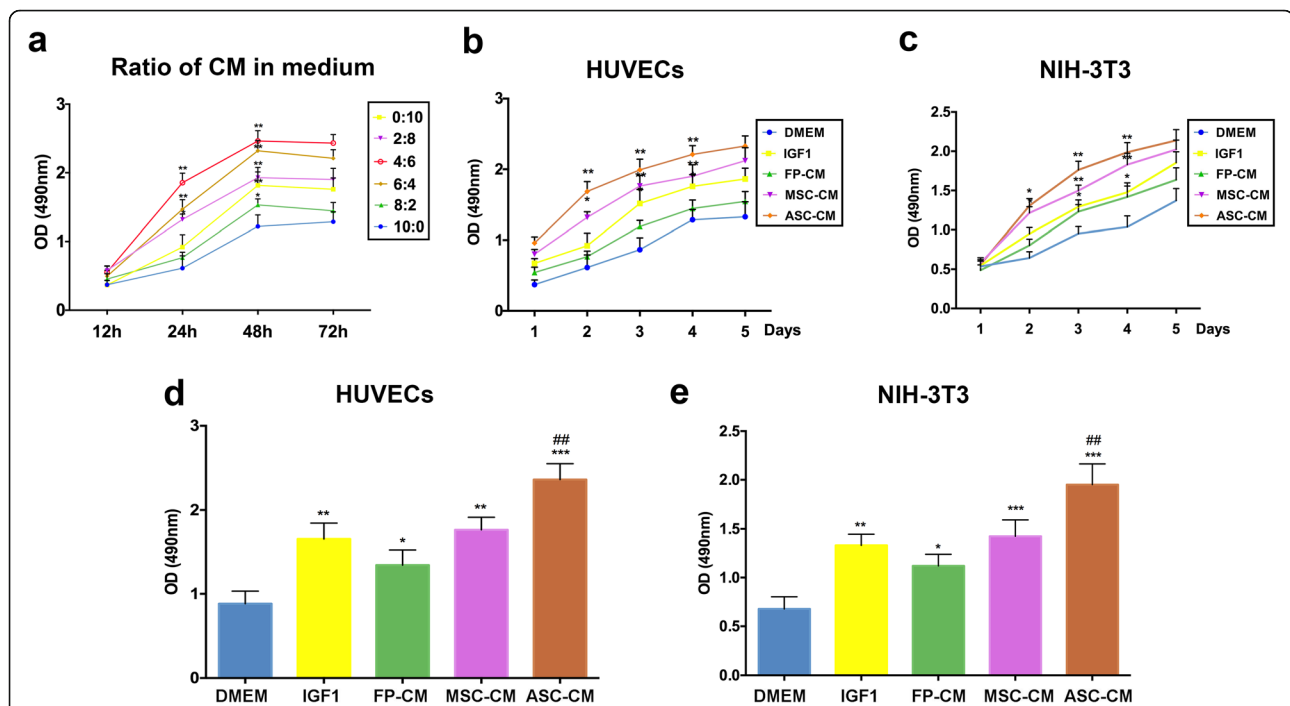 a
Ratio of CM in medium
OD (490nm)
3
2
1
0
12h 24h 48h 72h
** ** * ** ** ** ** *
0:10
2:8
4:6
6:4
8:2
10:0
b
HUVECs
OD (490nm)
3
2
1
0
1 2 3 4 5 Days
** * ** ** ** **
DMEM
IGF1
FP-CM
MSC-CM
ASC-CM
c
NIH-3T3
OD (490nm)
2.5
2.0
1.5
1.0
0.5
0.0
1 2 3 4 5 Days
* ** ** * ** ** *
DMEM
IGF1
FP-CM
MSC-CM
ASC-CM
d
HUVECs
OD (490nm)
3
2
1
0
** * ** ##
***
DMEM IGF1 FP-CM MSC-CM ASC-CM
e
NIH-3T3
OD (490nm)
2.5
2.0
1.5
1.0
0.5
0.0
** * *** ##
***
DMEM IGF1 FP-CM MSC-CM ASC-CM